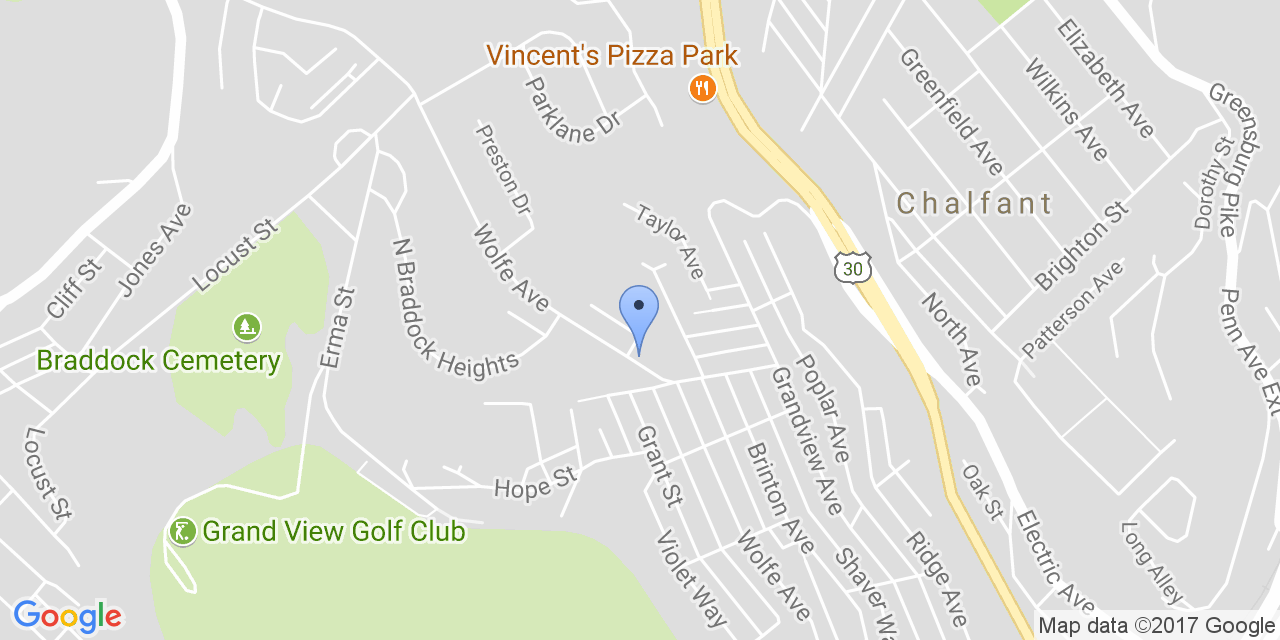 Vincent's Pizza Park
Elizabeth Ave
Wilkins Ave
Greenfield Ave
Greensburg Pike
Parklane Dr
Preston Dr
Dorothy St
Chalfant
Taylor Ave
Brighton St
Jones Ave
Locust St
Wolfe Ave
Cliff St
N Braddock Heights
30
Patterson Ave
Erma St
North Ave
Penn Ave Ext
Braddock Cemetery
Poplar Ave
Grandview Ave
Locust St
Grant St
Brinton Ave
Hope St
Oak St
Grand View Golf Club
Violet Way
Wolfe Ave
Shaver Wa
Ridge Ave
Electric Ave
Long Alley
Google
Map data ©2017 Google